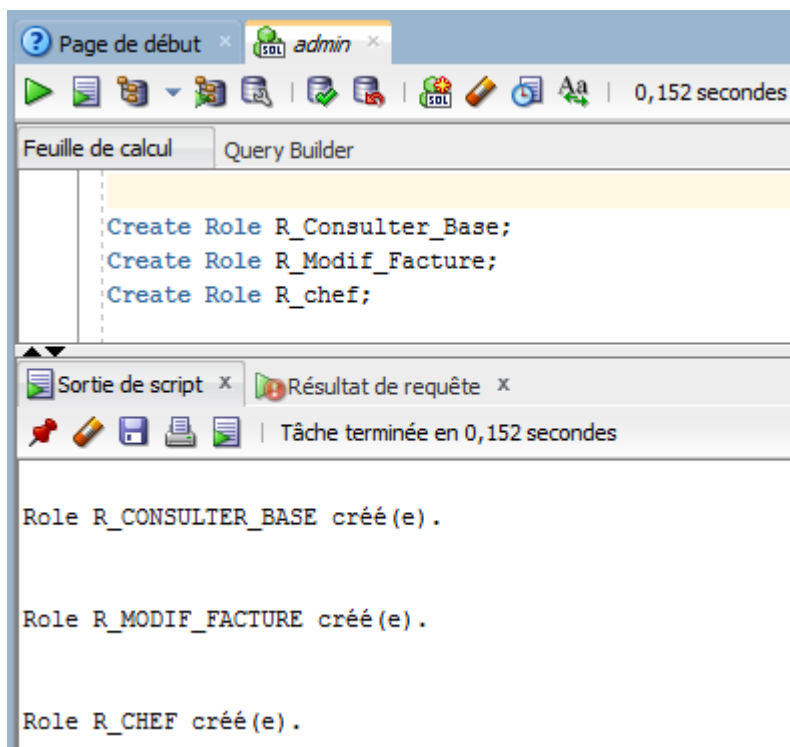 Page de début admin
0,152 secondes
Feuille de calcul Query Builder
Create Role R_Consulter_Base;
Create Role R_Modif_Facture;
Create Role R_chef;
Sortie de script x Résultat de requête x
Tâche terminée en 0,152 secondes
Role R_CONSULTER_BASE créé(e).
Role R_MODIF_FACTURE créé(e).
Role R_CHEF créé(e).